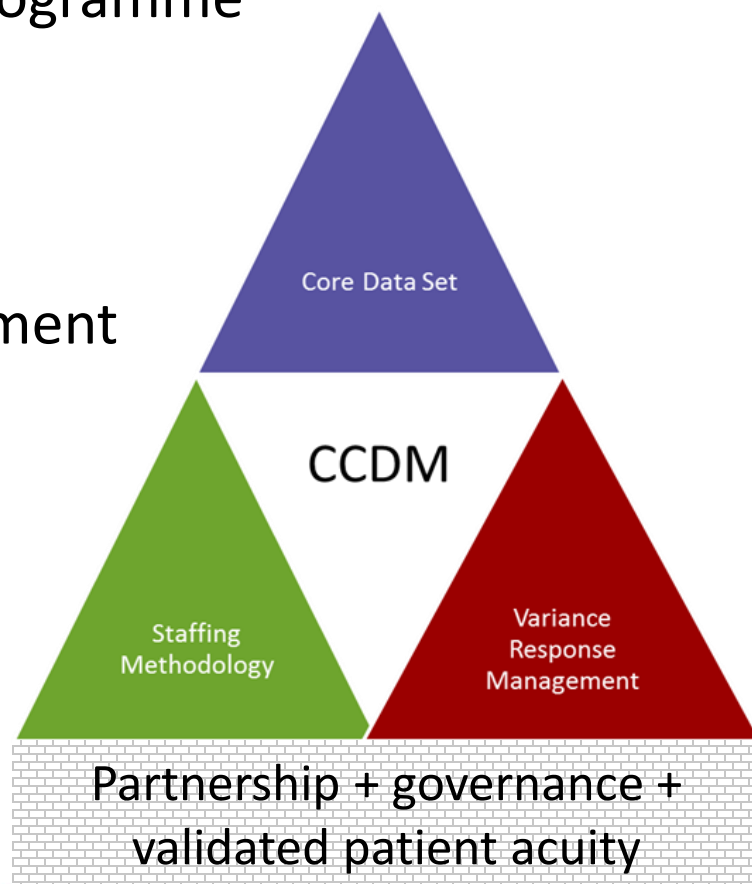 ogramme
Core Data Set
ment
CCDM
Staffing
Methodology
Variance
Response
Management
Partnership + governance +
validated patient acuity